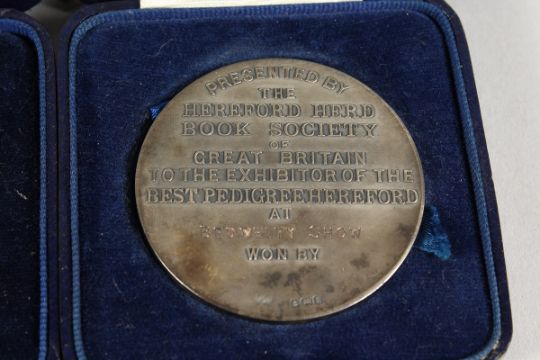 PRESENTED BY
THE
HEREFORD HERD
BOOK SOCIETY
OF
GREAT BRITAIN
TO THE EXHIBITOR OF THE
BEST PEDIGREE HEREFORD
AT
SHOW
WON BY